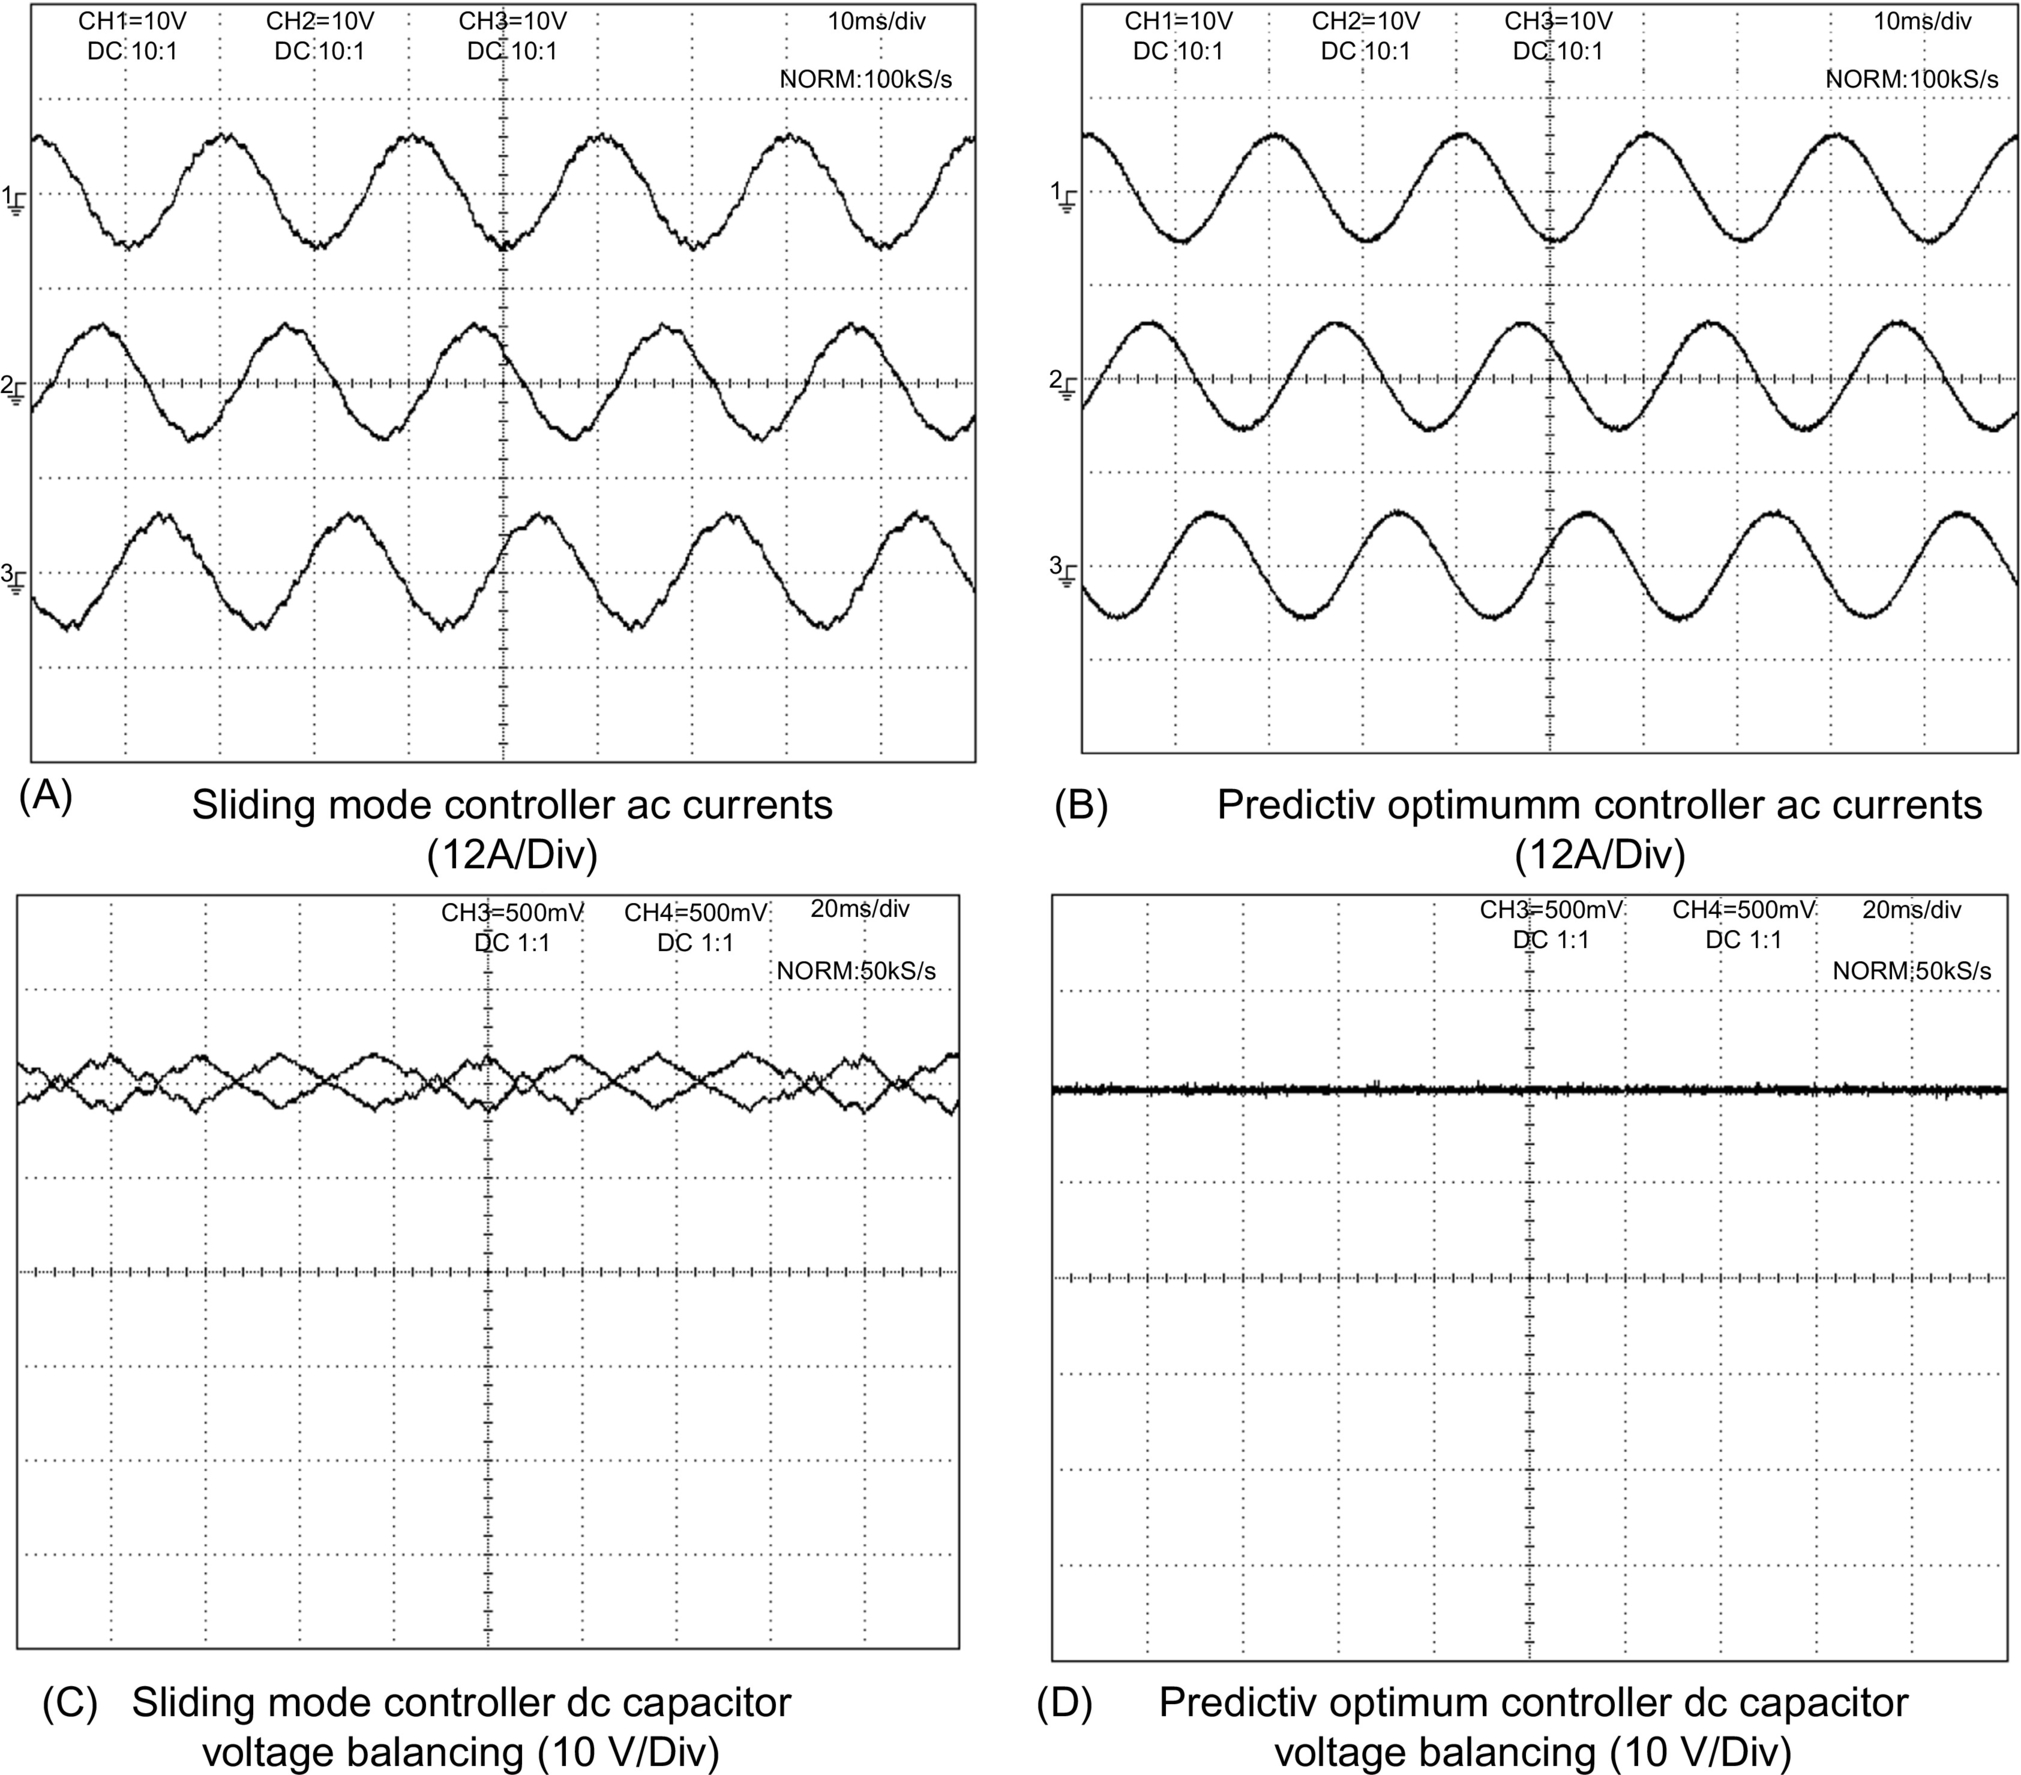 CH1=10V CH2=10V CH3=10V 10ms/div
DC 10:1 DC 10:1 DC 10:1
NORM:100kS/s
1
2
3
(A) Sliding mode controller ac currents
(12A/Div)
CH1=10V CH2=10V CH3=10V 10ms/div
DC 10:1 DC 10:1 DC 10:1
NORM:100kS/s
1
2
3
(B) Predictiv optimumm controller ac currents
(12A/Div)
CH3=500mV CH4=500mV 20ms/div
DC 1:1 DC 1:1
NORM:50kS/s
(C) Sliding mode controller dc capacitor
voltage balancing (10 V/Div)
CH3=500mV CH4=500mV 20ms/div
DC 1:1 DC 1:1
NORM:50kS/s
(D) Predictiv optimum controller dc capacitor
voltage balancing (10 V/Div)